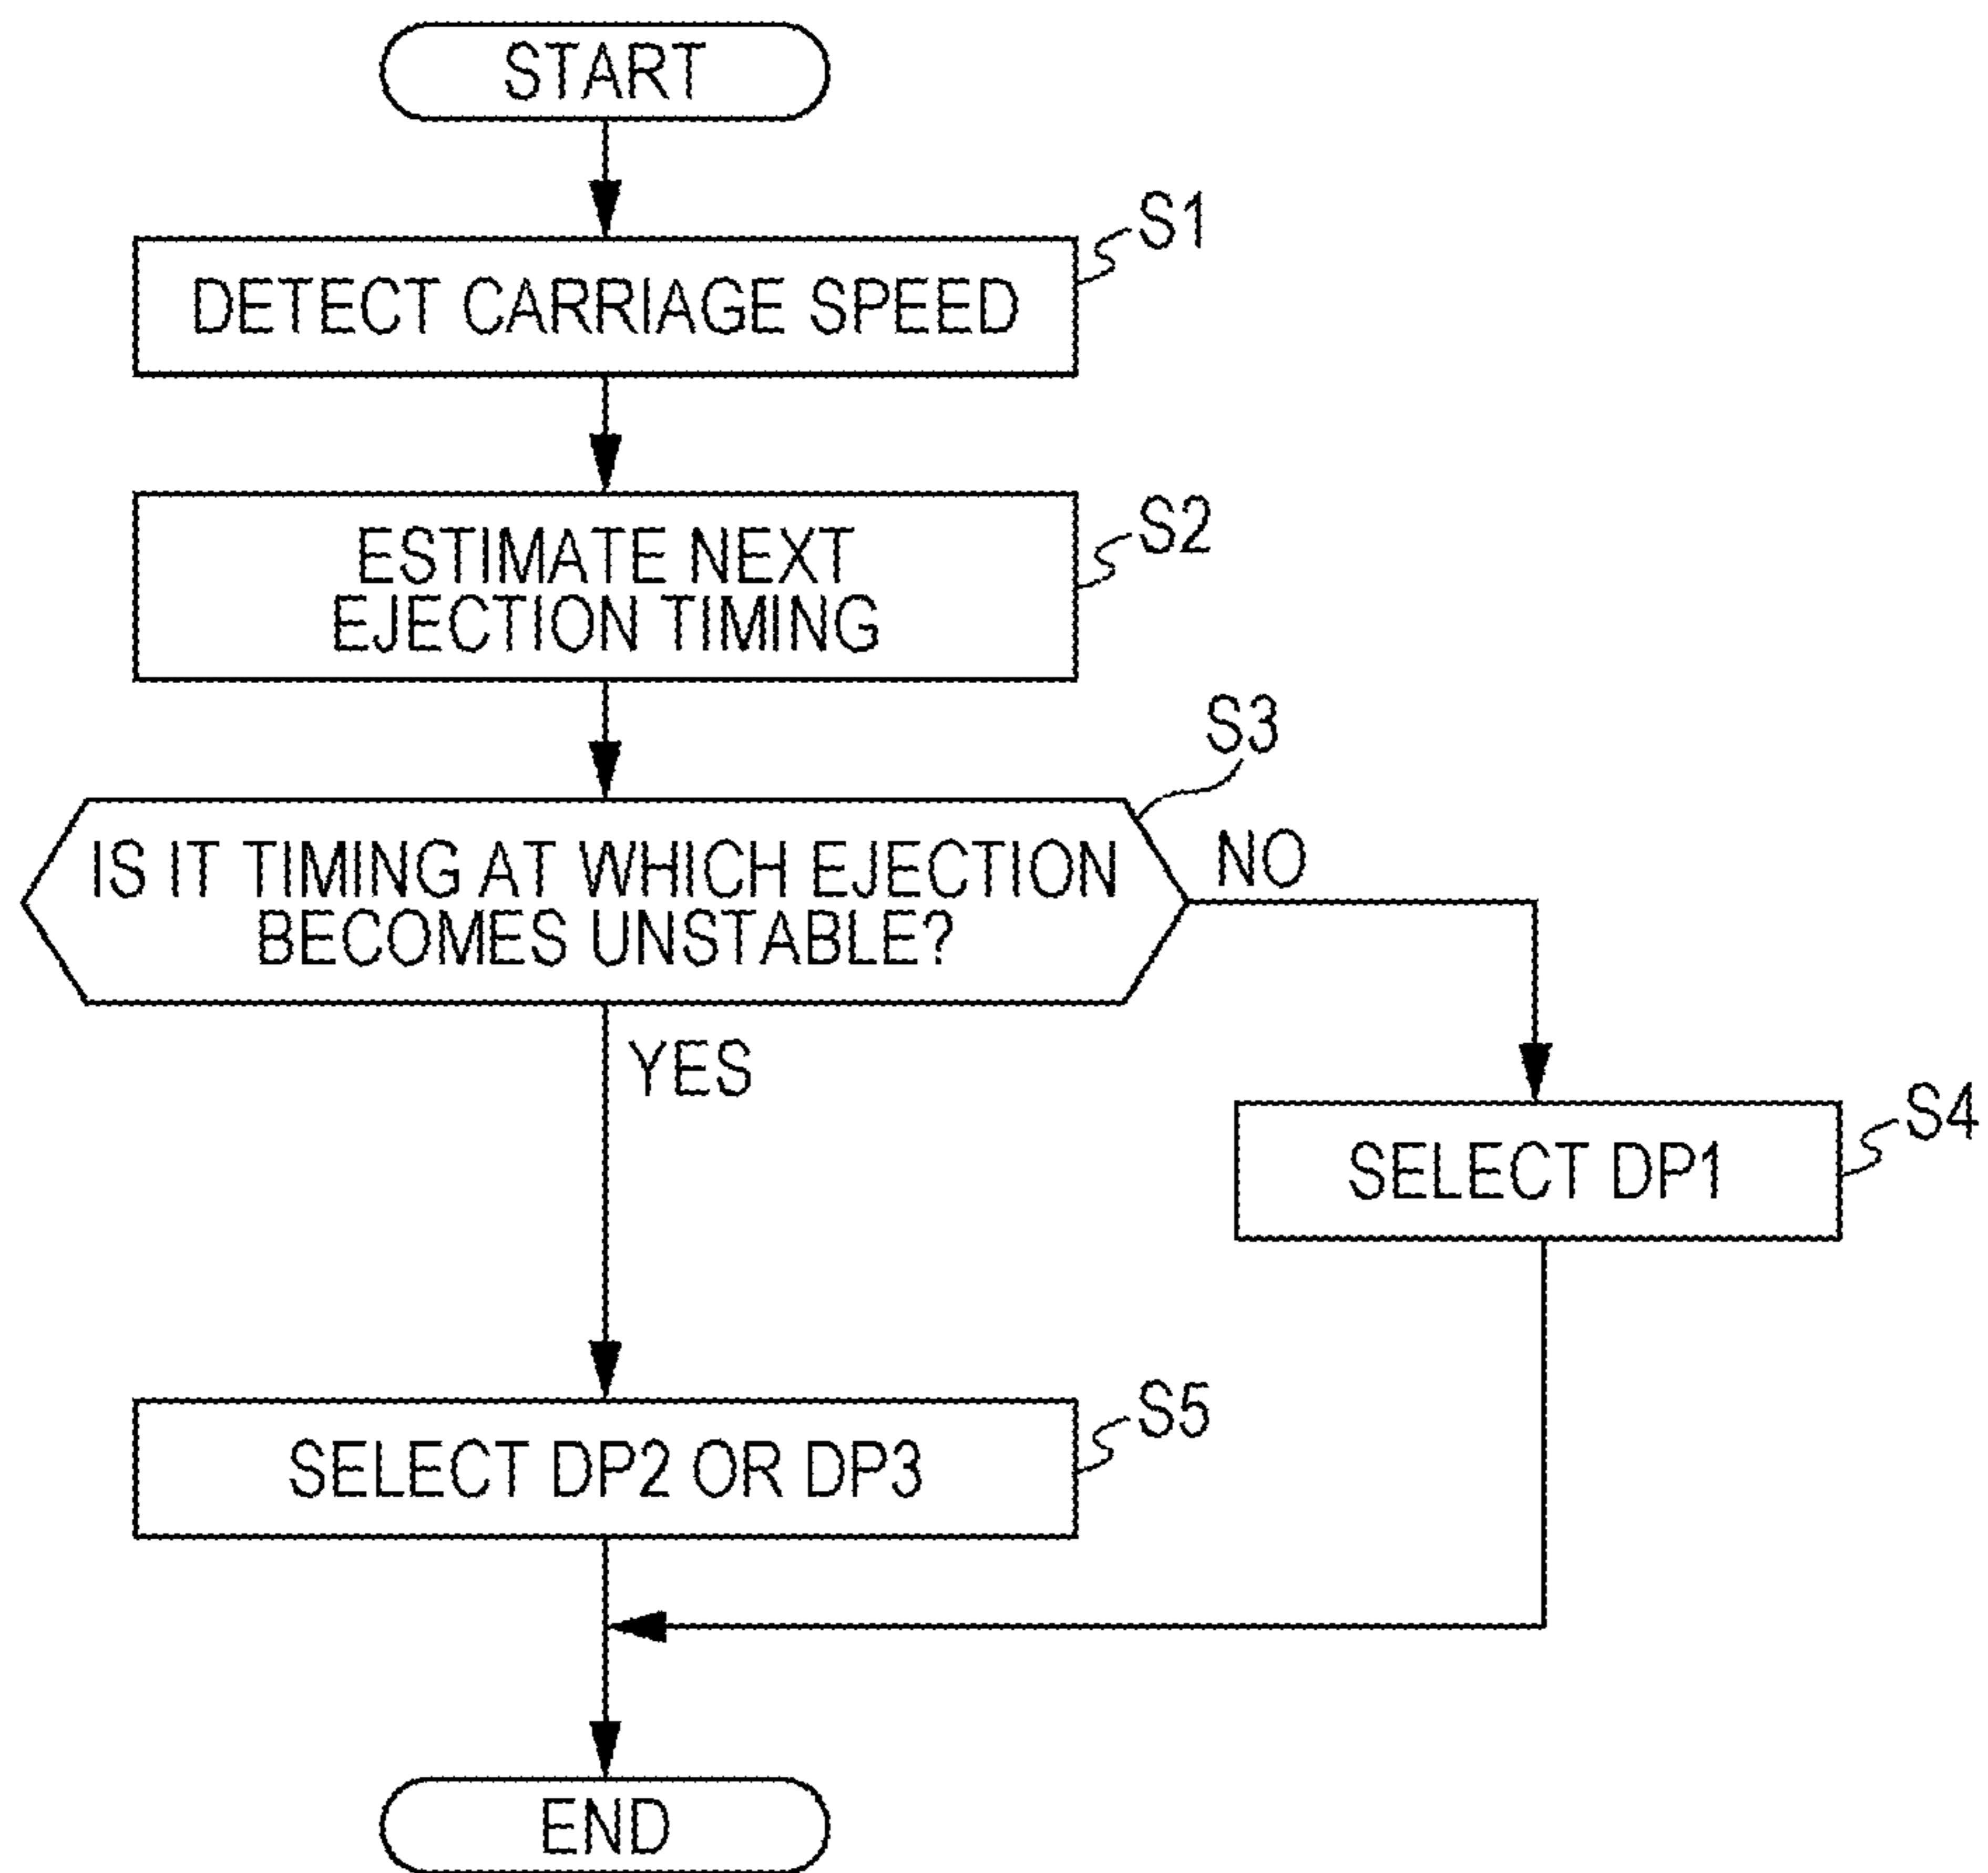 START
DETECT CARRIAGE SPEED
S1
ESTIMATE NEXT
EJECTION TIMING
S2
S3
IS IT TIMING AT WHICH EJECTION
BECOMES UNSTABLE?
NO
YES
SELECT DP1
S4
SELECT DP2 OR DP3
S5
END